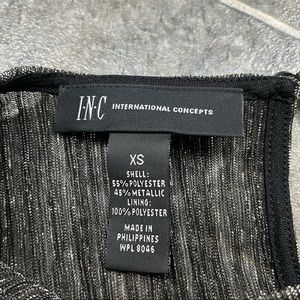 I·N·C INTERNATIONAL CONCEPTS
XS
SHELL:
55% POLYESTER
45% METALLIC
LINING:
100% POLYESTER
MADE IN
PHILIPPINES
WPL 8046